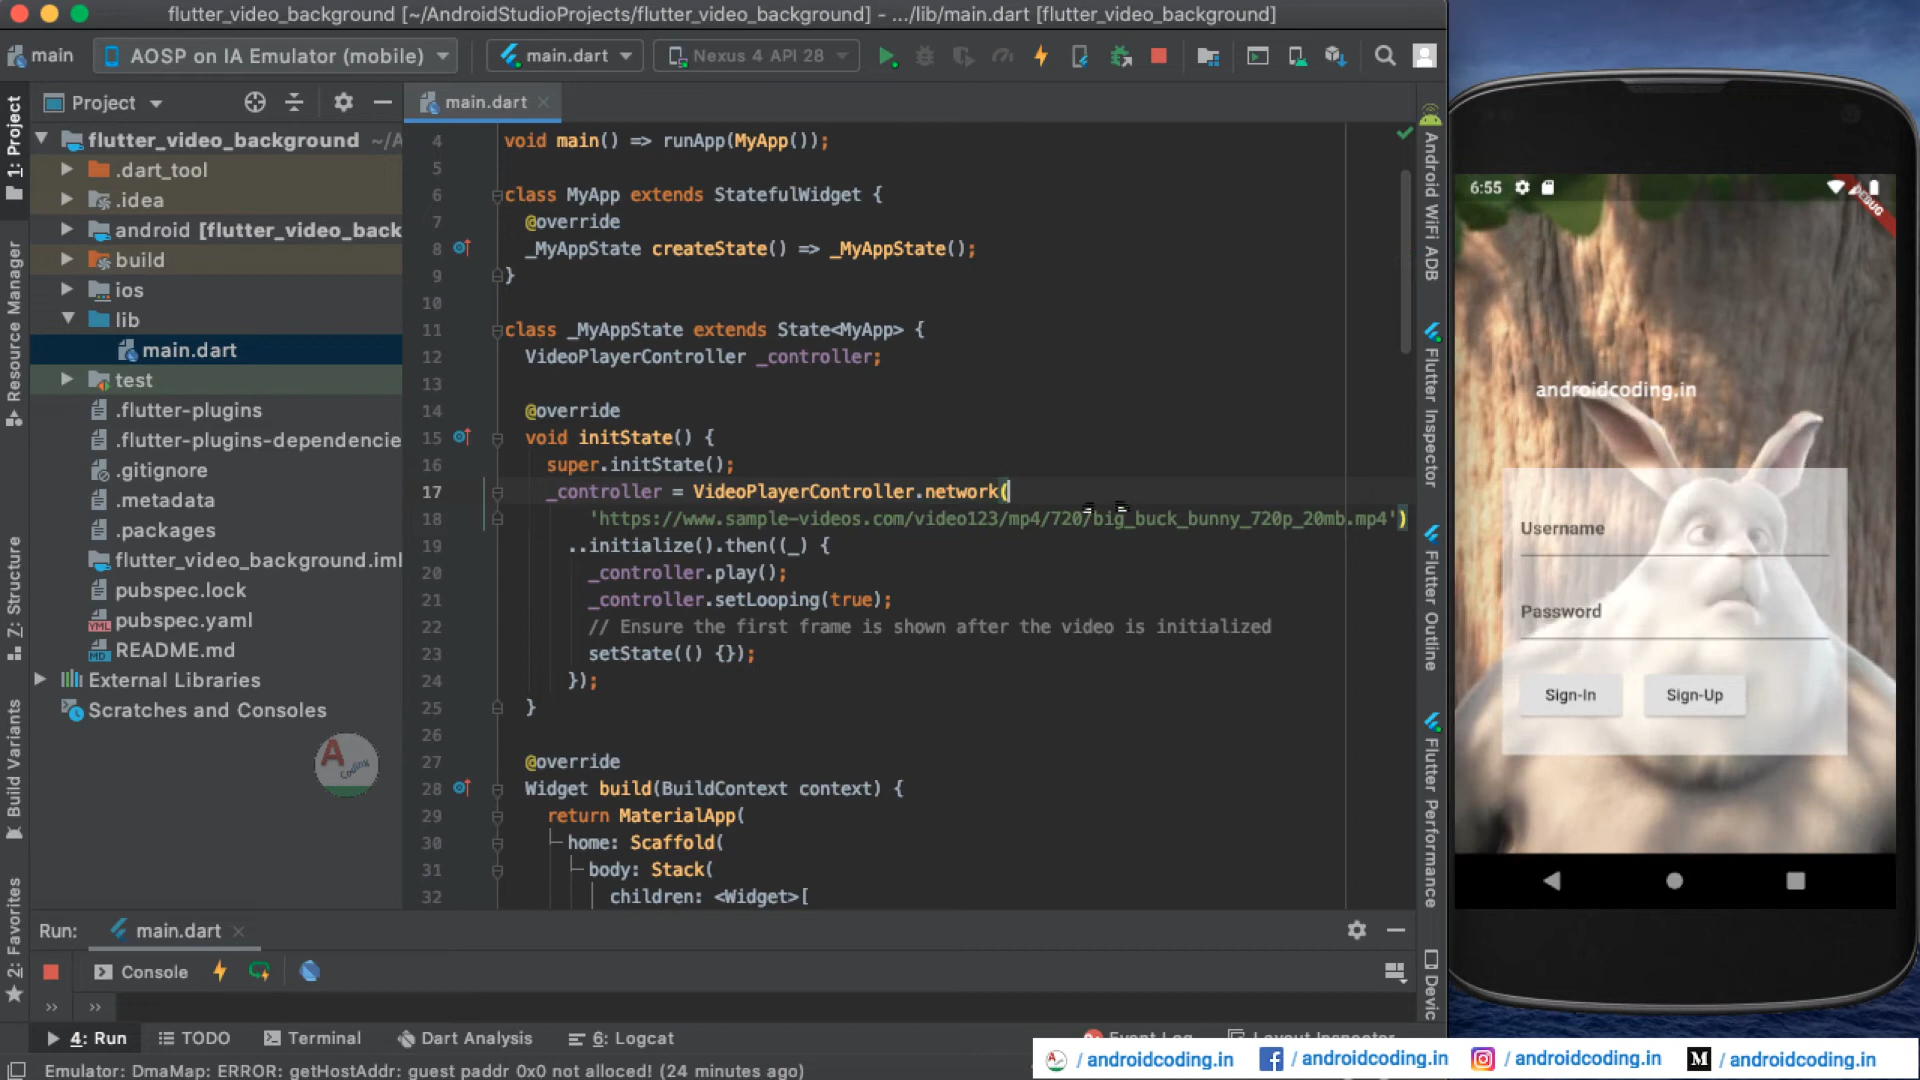 flutter_video_background [~/AndroidStudioProjects/flutter_video_background] - .../lib/main.dart [flutter_video_background]
main
AOSP on IA Emulator (mobile)
main.dart
Nexus 4 API 28
Project
main.dart
1: Project
Resource Manager
Z: Structure
Build Variants
2: Favorites
flutter_video_background ~/A
.dart_tool
.idea
android [flutter_video_back
build
ios
lib
main.dart
test
.flutter-plugins
.flutter-plugins-dependencie
.gitignore
.metadata
.packages
flutter_video_background.iml
pubspec.lock
pubspec.yaml
README.md
External Libraries
Scratches and Consoles
A Coding
4 void main() => runApp(MyApp());
5
6 class MyApp extends StatefulWidget {
7 @override
8 _MyAppState createState() => _MyAppState();
9 }
10
11 class _MyAppState extends State<MyApp> {
12 VideoPlayerController _controller;
13
14 @override
15 void initState() {
16 super.initState();
17 _controller = VideoPlayerController.network(
18 'https://www.sample-videos.com/video123/mp4/720/big_buck_bunny_720p_20mb.mp4')
19 ..initialize().then((_) {
20 _controller.play();
21 _controller.setLooping(true);
22 // Ensure the first frame is shown after the video is initialized
23 setState(() {});
24 });
25 }
26
27 @override
28 Widget build(BuildContext context) {
29 return MaterialApp(
30 home: Scaffold(
31 body: Stack(
32 children: <Widget>[
Android WiFi ADB
Flutter Inspector
Flutter Outline
Flutter Performance
Devic
6:55
DEBUG
androidcoding.in
Username
Password
Sign-In
Sign-Up
Run:
main.dart
Console
4: Run
TODO
Terminal
Dart Analysis
6: Logcat
Event Log
Layout Inspector
Emulator: DmaMap: ERROR: getHostAddr: guest paddr 0x0 not alloced! (24 minutes ago)
/ androidcoding.in
/ androidcoding.in
/ androidcoding.in
/ androidcoding.in